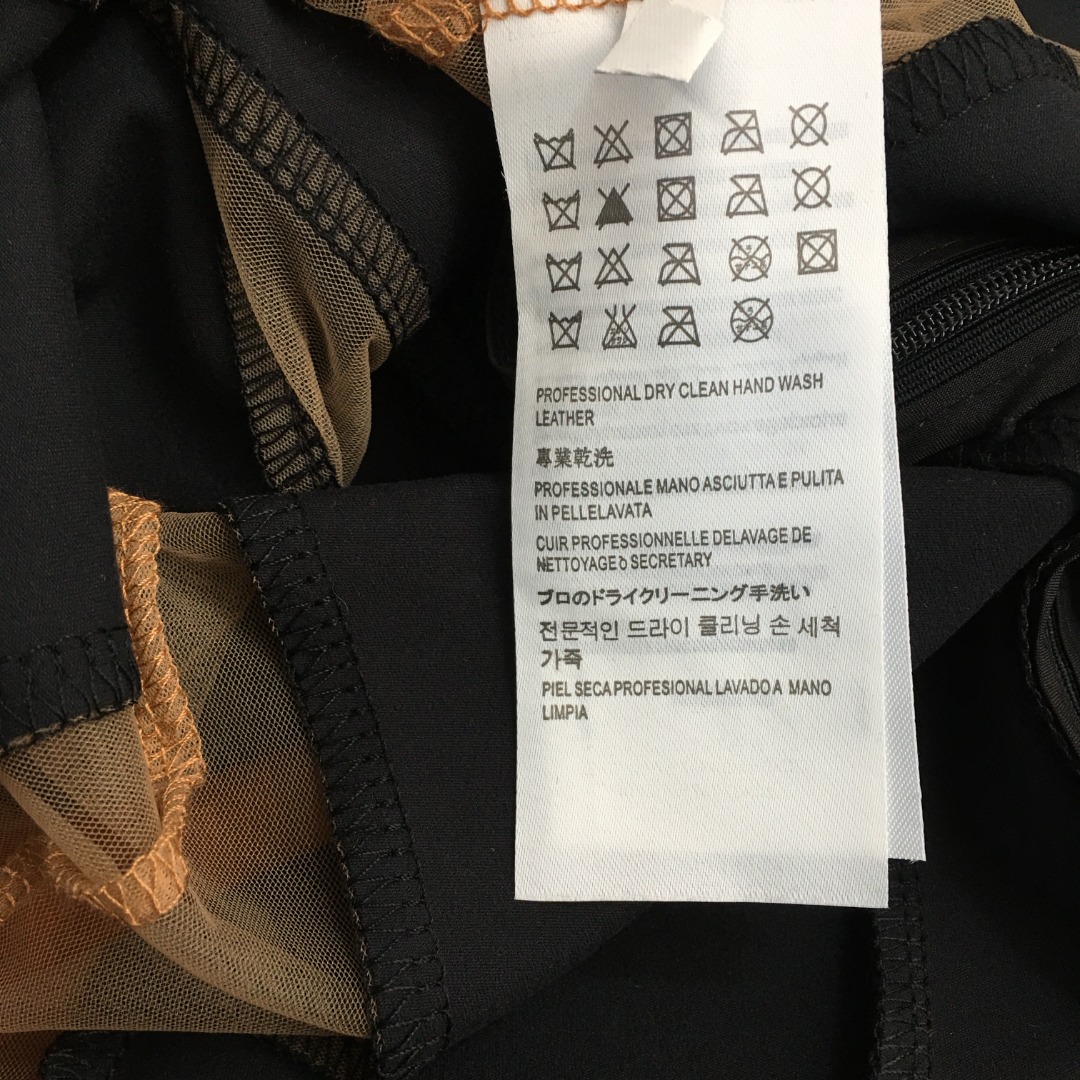 PROFESSIONAL DRY CLEAN HAND WASH
LEATHER
專業乾洗
PROFESSIONALE MANO ASCIUTTA E PULITA
IN PELLELAVATA
CUIR PROFESSIONNELLE DELAVAGE DE
NETTOYAGE ò SECRETARY
プロのドライクリーニング手洗い
전문적인 드라이 클리닝 손 세척
가죽
PIEL SECA PROFESIONAL LAVADO A MANO
LIMPIA